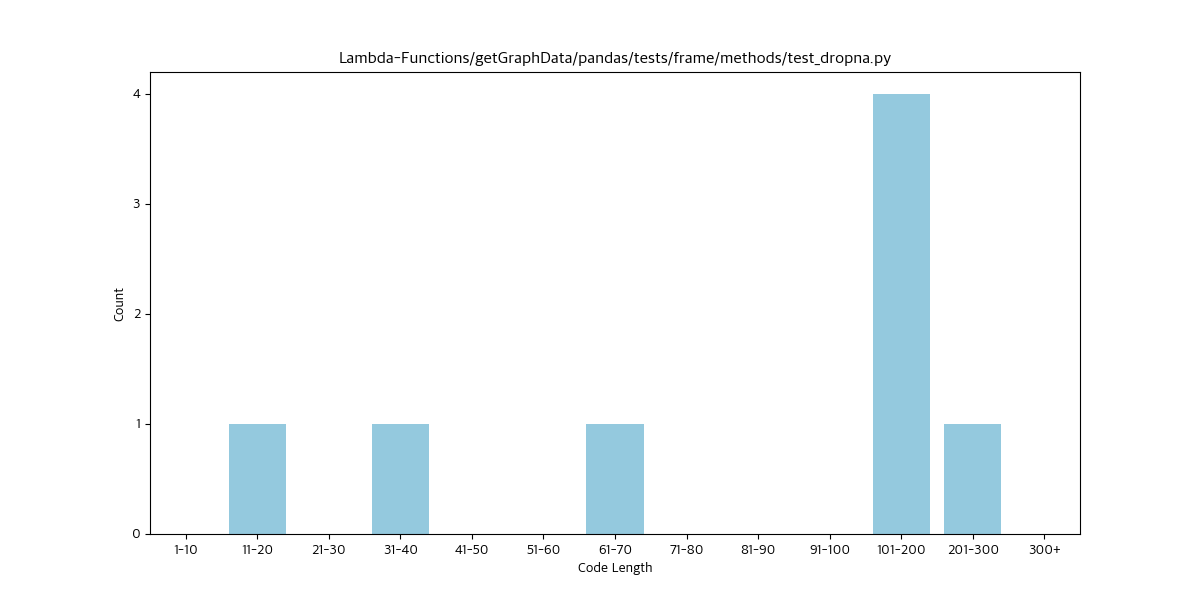 Lambda-Functions/getGraphData/pandas/tests/frame/methods/test_dropna.py
Count
4
3
2
1
0
1-10 11-20 21-30 31-40 41-50 51-60 61-70 71-80 81-90 91-100 101-200 201-300 300+
Code Length